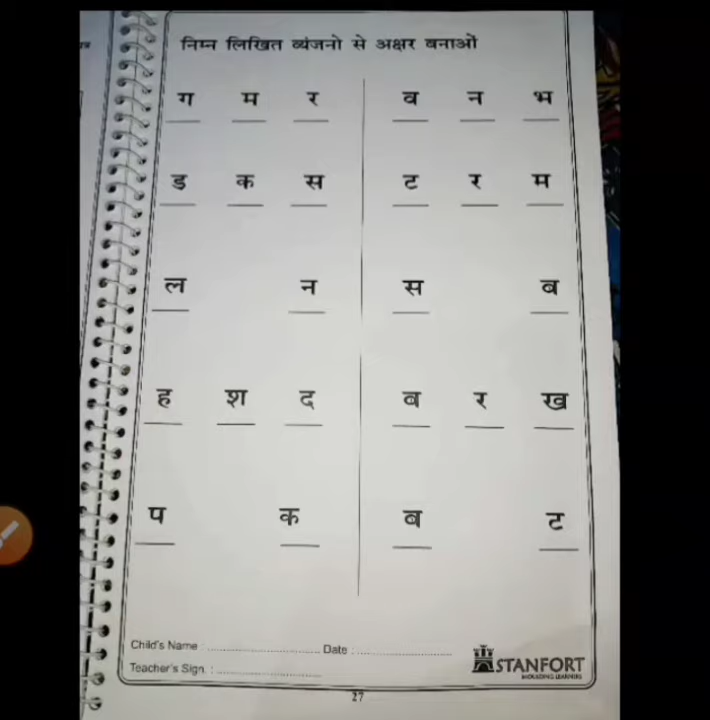 निम्न लिखित व्यंजनो से अक्षर बनाओं
ग म र व न भ
ड क स ट र म
ल न स ब
ह श द ब र ख
प क ब ट
Child's Name : Date :
Teacher's Sign. :
STANFORT
27